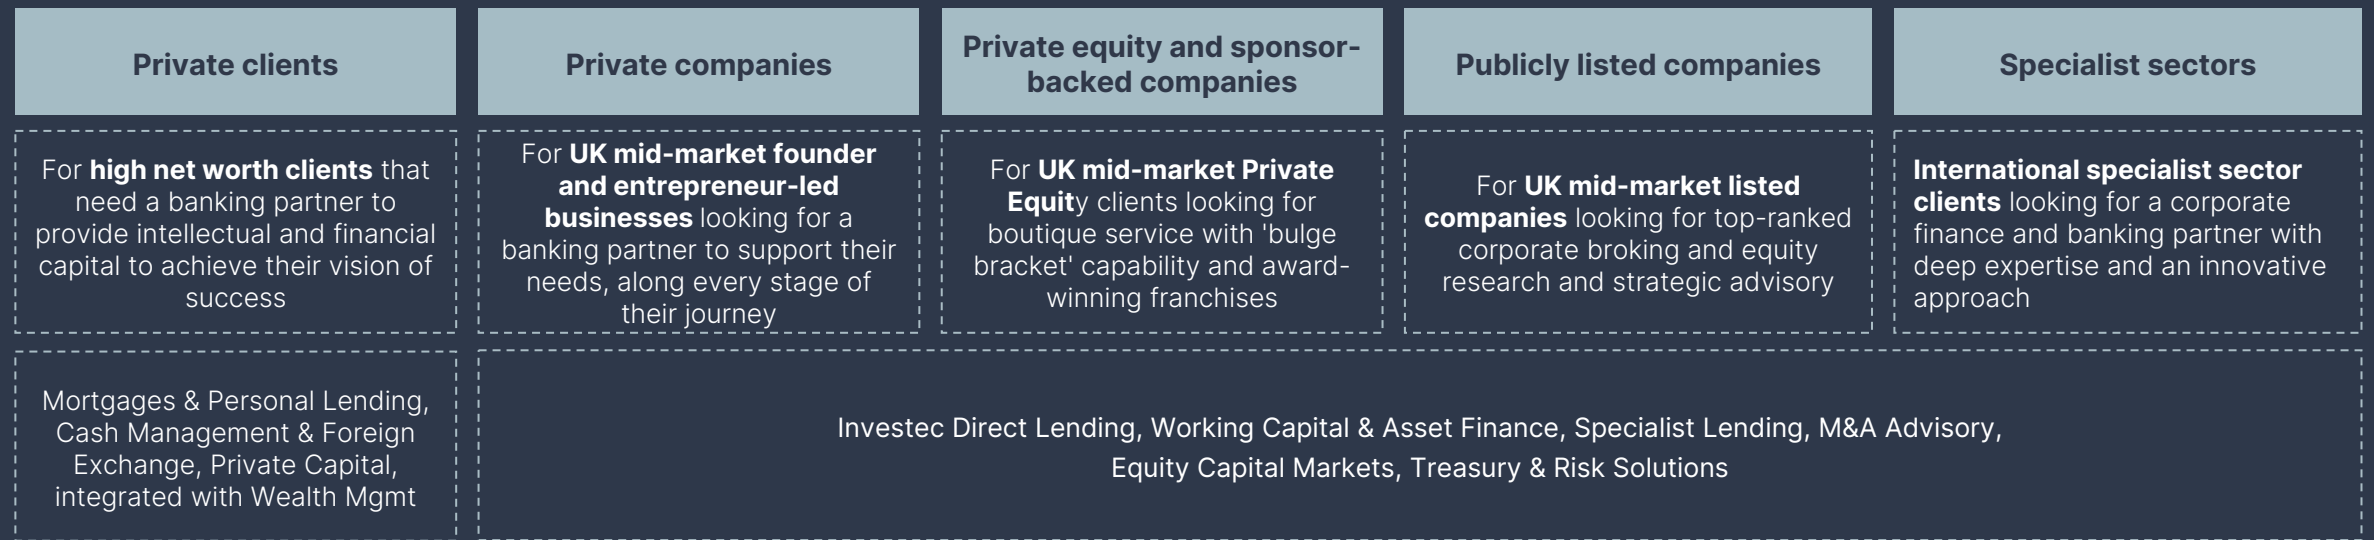 Private clients
Private companies
Private equity and sponsor-
backed companies
Publicly listed companies
Specialist sectors
For high net worth clients that
need a banking partner to
provide intellectual and financial
capital to achieve their vision of
success
For UK mid-market founder
and entrepreneur-led
businesses looking for a
banking partner to support their
needs, along every stage of
their journey
For UK mid-market Private
Equity clients looking for
boutique service with 'bulge
bracket' capability and award-
winning franchises
For UK mid-market listed
companies looking for top-ranked
corporate broking and equity
research and strategic advisory
International specialist sector
clients looking for a corporate
finance and banking partner with
deep expertise and an innovative
approach
Mortgages & Personal Lending,
Cash Management & Foreign
Exchange, Private Capital,
integrated with Wealth Mgmt
Investec Direct Lending, Working Capital & Asset Finance, Specialist Lending, M&A Advisory,
Equity Capital Markets, Treasury & Risk Solutions